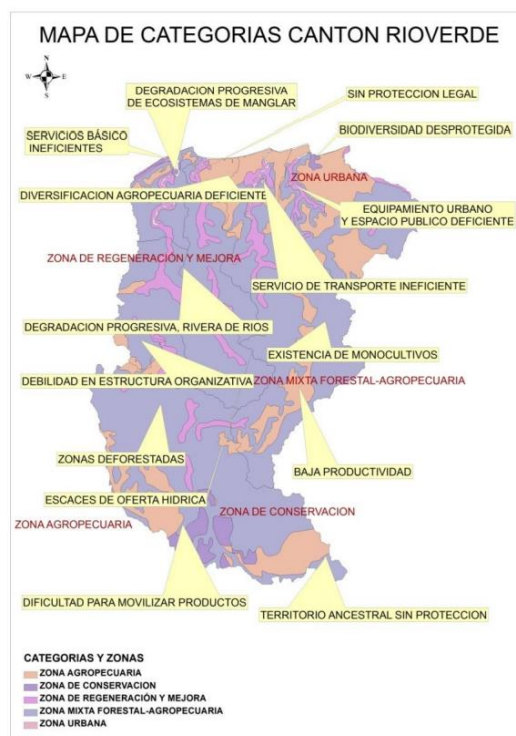 MAPA DE CATEGORIAS CANTON RIOVERDE
N
W E
S
DEGRADACION PROGRESIVA
DE ECOSISTEMAS DE MANGLAR
SIN PROTECCION LEGAL
SERVICIOS BÁSICO
INEFICIENTES
BIODIVERSIDAD DESPROTEGIDA
ZONA URBANA
DIVERSIFICACION AGROPECUARIA DEFICIENTE
EQUIPAMIENTO URBANO
Y ESPACIO PUBLICO DEFICIENTE
ZONA DE REGENERACIÓN Y MEJORA
SERVICIO DE TRANSPORTE INEFICIENTE
DEGRADACION PROGRESIVA, RIVERA DE RIOS
EXISTENCIA DE MONOCULTIVOS
DEBILIDAD EN ESTRUCTURA ORGANIZATIVA
ZONA MIXTA FORESTAL-AGROPECUARIA
ZONAS DEFORESTADAS
BAJA PRODUCTIVIDAD
ESCACES DE OFERTA HIDRICA
ZONA DE CONSERVACION
ZONA AGROPECUARIA
DIFICULTAD PARA MOVILIZAR PRODUCTOS
TERRITORIO ANCESTRAL SIN PROTECCION
CATEGORIAS Y ZONAS
ZONA AGROPECUARIA
ZONA DE CONSERVACION
ZONA DE REGENERACIÓN Y MEJORA
ZONA MIXTA FORESTAL-AGROPECUARIA
ZONA URBANA